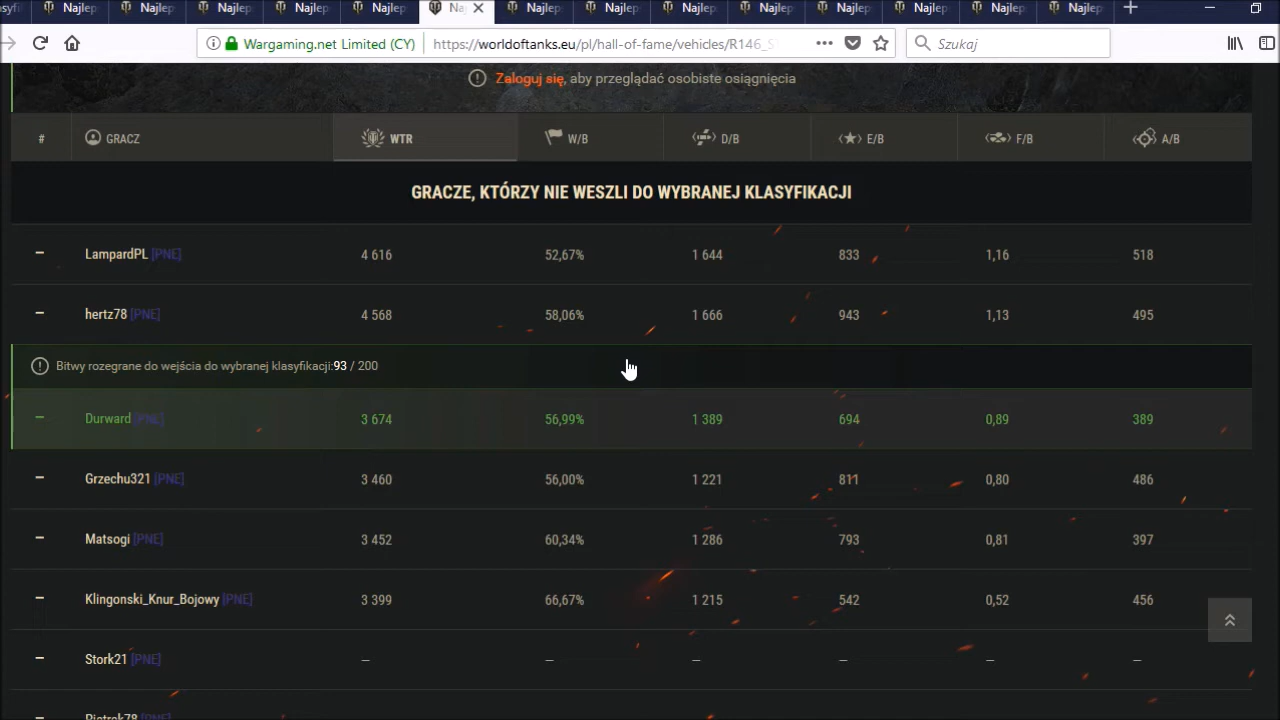 Najlep Najlep Najlep Najlep Najlep Na Najlep Najlep Najlep Najlep Najlep Najlep Najlep Najlep
Wargaming.net Limited (CY) https://worldoftanks.eu/pl/hall-of-fame/vehicles/R146_S Szukaj
Zaloguj się, aby przeglądać osobiste osiągnięcia
# GRACZ WTR W/B D/B E/B F/B A/B
GRACZE, KTÓRZY NIE WESZLI DO WYBRANEJ KLASYFIKACJI
– LampardPL [PNE] 4 616 52,67% 1 644 833 1,16 518
– hertz78 [PNE] 4 568 58,06% 1 666 943 1,13 495
Bitwy rozegrane do wejścia do wybranej klasyfikacji:93 / 200
– Durward [PNE] 3 674 56,99% 1 389 694 0,89 389
– Grzechu321 [PNE] 3 460 56,00% 1 221 811 0,80 486
– Matsogi [PNE] 3 452 60,34% 1 286 793 0,81 397
– Klingonski_Knur_Bojowy [PNE] 3 399 66,67% 1 215 542 0,52 456
– Stork21 [PNE] – – – – – –
Piotrek78 [PNE]